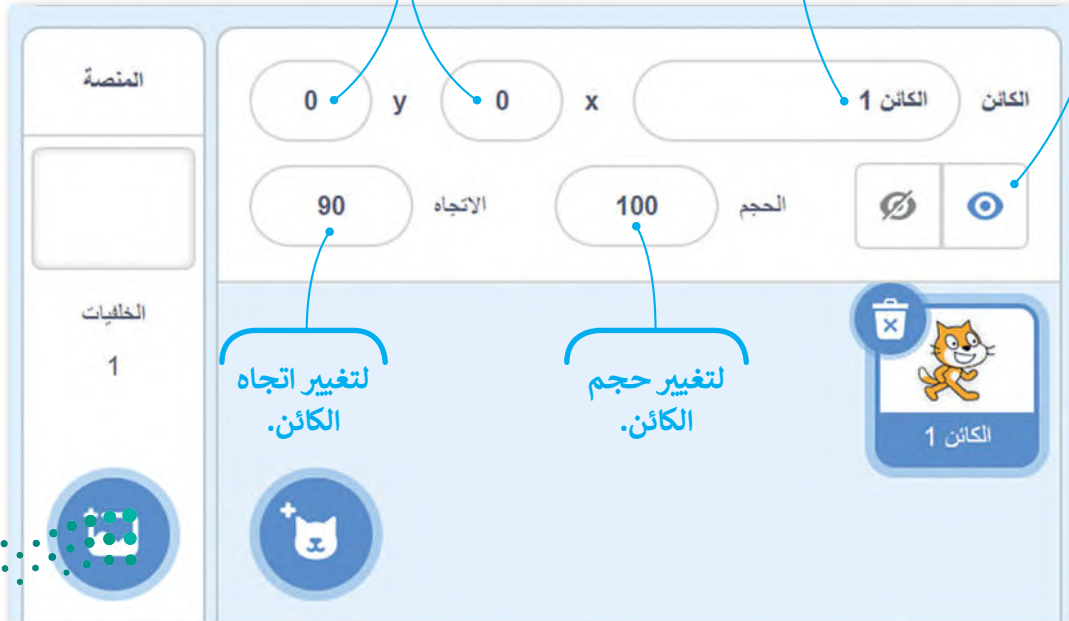 الكائن الكائن 1 x 0 y 0
الحجم 100 الاتجاه 90
الكائن 1
لتغيير حجم
الكائن.
لتغيير اتجاه
الكائن.
المنصة
الخلفيات
1